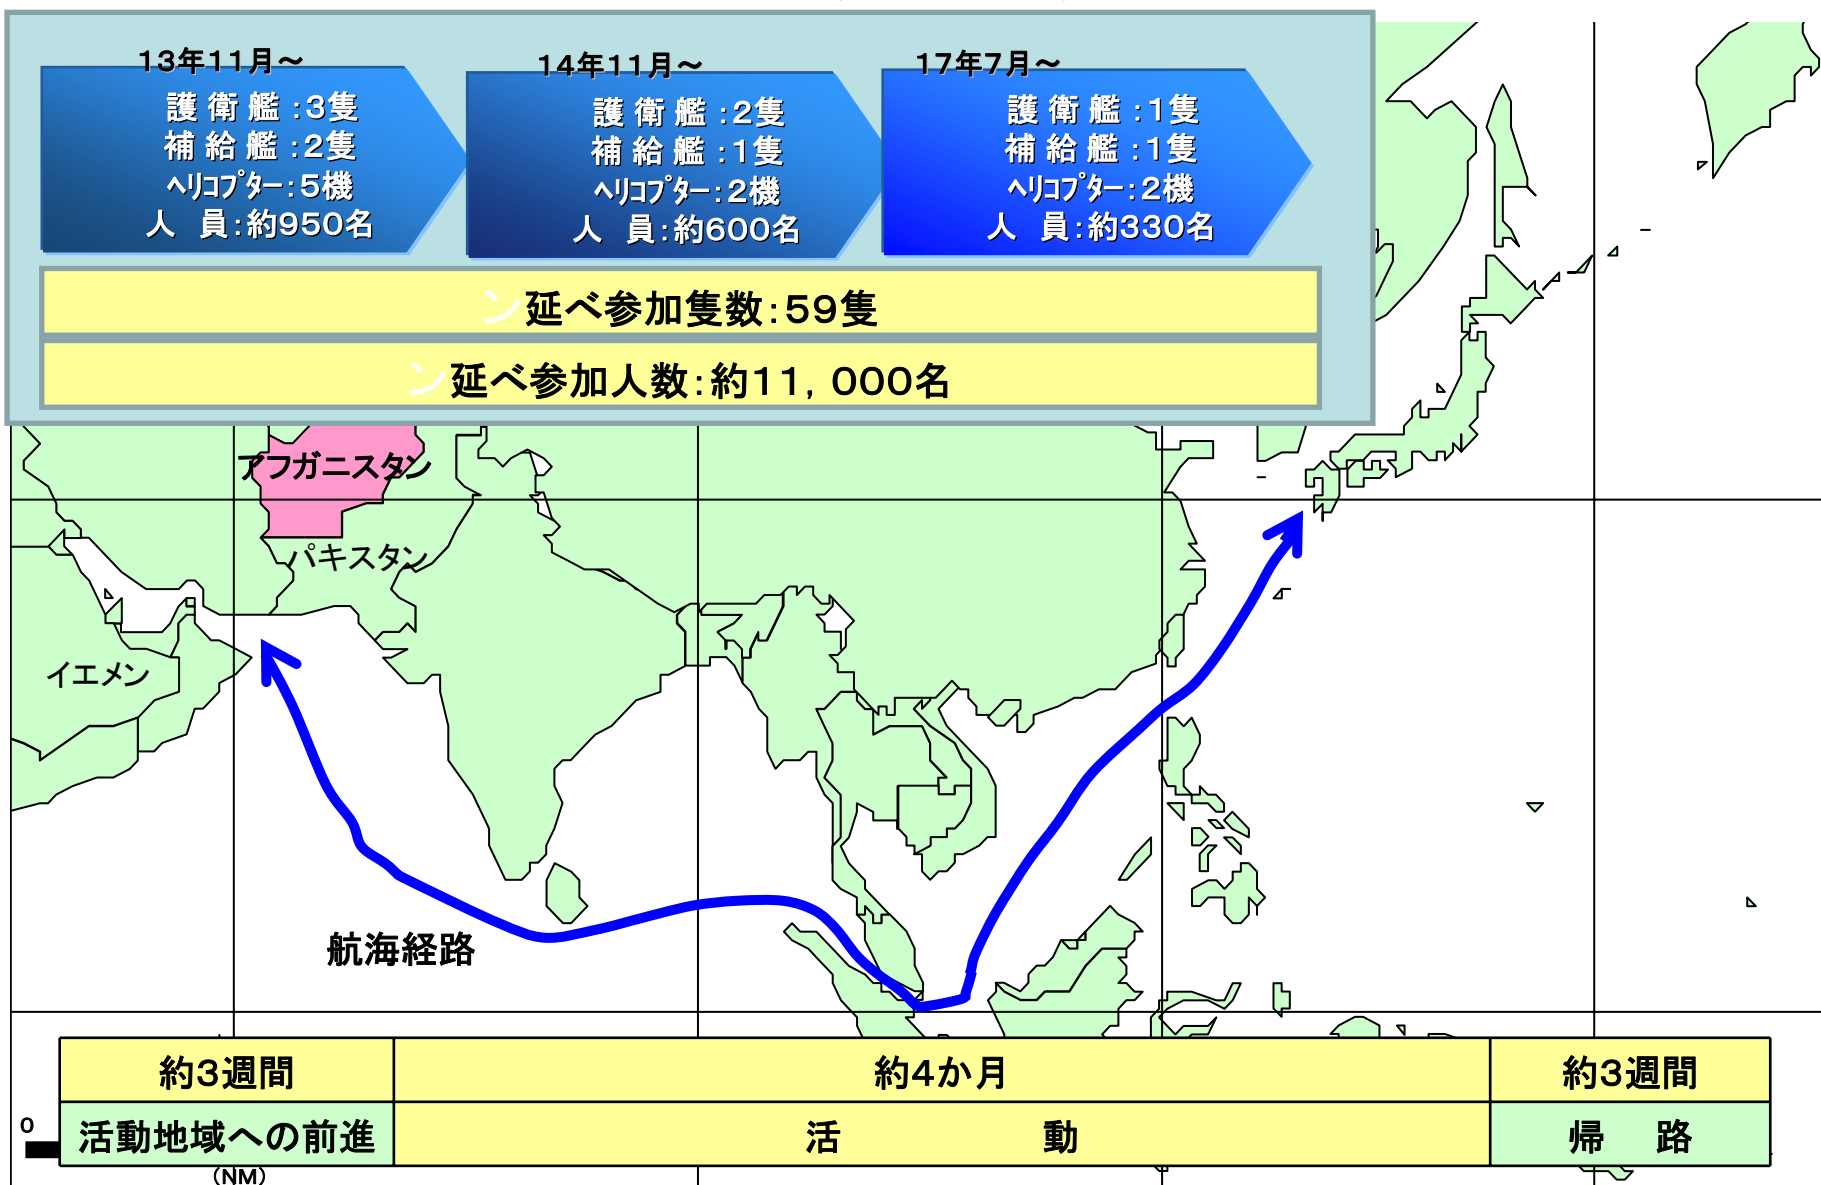 13年11月～
護衛艦：3隻
補給艦：2隻
ﾍﾘｺﾌﾟﾀｰ：5機
人　員：約950名
14年11月～
護衛艦：2隻
補給艦：1隻
ﾍﾘｺﾌﾟﾀｰ：2機
人　員：約600名
17年7月～
護衛艦：1隻
補給艦：1隻
ﾍﾘｺﾌﾟﾀｰ：2機
人　員：約330名
ン延べ参加隻数：59隻
ン延べ参加人数：約11，000名
アフガニスタン
パキスタン
イエメン
航海経路
約3週間
約4か月
約3週間
活動地域への前進
活　動
帰　路
0
(NM)